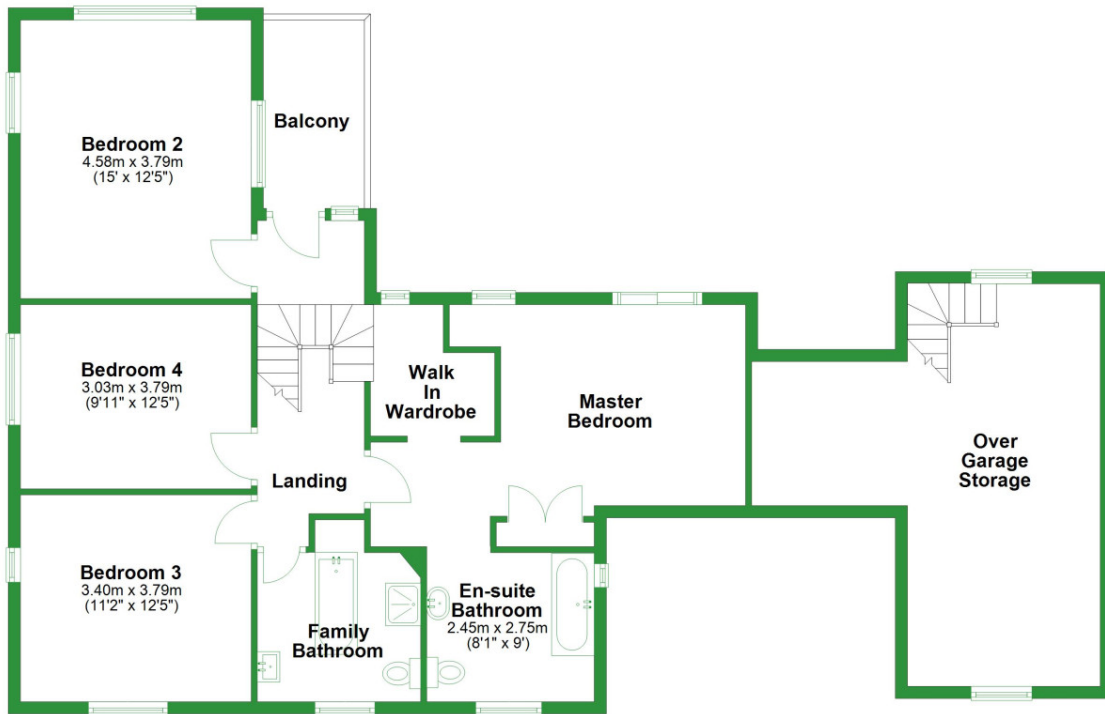 Bedroom 2
4.58m x 3.79m
(15' x 12'5")
Balcony
Bedroom 4
3.03m x 3.79m
(9'11" x 12'5")
Walk
In
Wardrobe
Master
Bedroom
Over
Garage
Storage
Landing
Bedroom 3
3.40m x 3.79m
(11'2" x 12'5")
Family
Bathroom
En-suite
Bathroom
2.45m x 2.75m
(8'1" x 9')